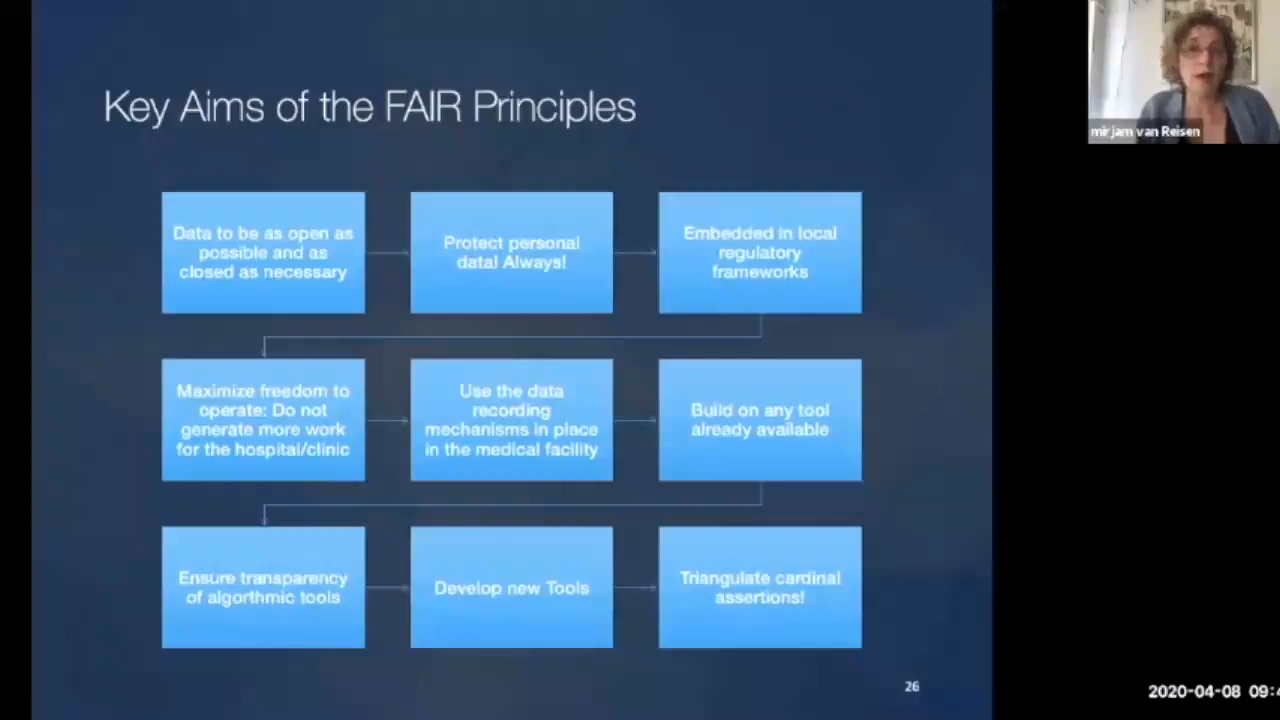 Key Aims of the FAIR Principles
Data to be as open as
possible and as
closed as necessary
Protect personal
data! Always!
Embedded in local
regulatory
frameworks
Maximize freedom to
operate: Do not
generate more work
for the hospital/clinic
Use the data
recording
mechanisms in place
in the medical facility
Build on any tool
already available
Ensure transparency
of algorthmic tools
Develop new Tools
Triangulate cardinal
assertions!
26
mirjam van Reisen
2020-04-08 09:4